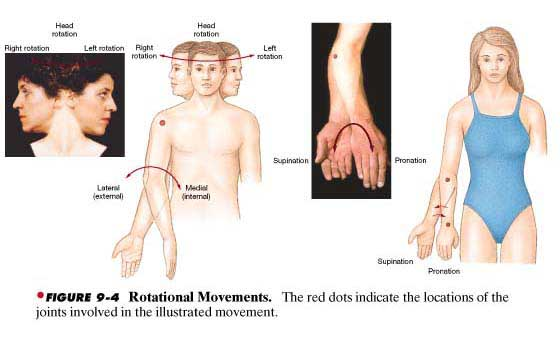 Head
rotation
Right rotation
Left rotation
Head
rotation
Right
rotation
Left
rotation
Lateral
(external)
Medial
(internal)
Supination
Pronation
Supination
Pronation
•FIGURE 9-4 Rotational Movements. The red dots indicate the locations of the
joints involved in the illustrated movement.